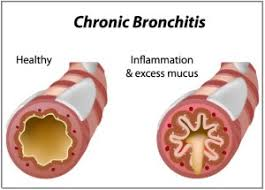 Chronic Bronchitis
Healthy
Inflammation
& excess mucus